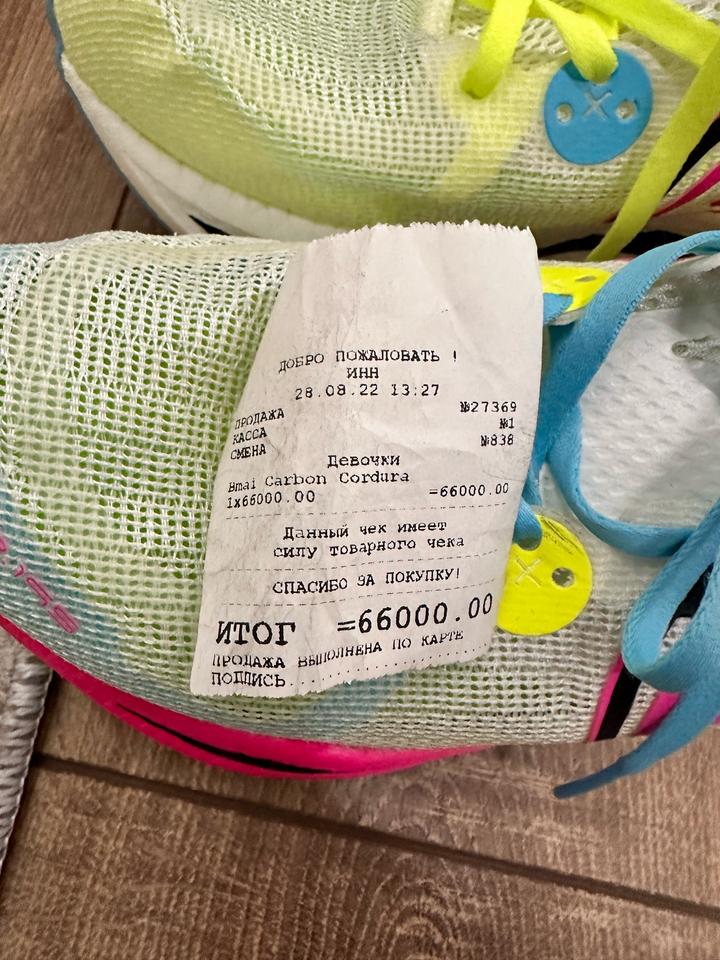 ДОБРО ПОЖАЛОВАТЬ !
ИНН
28.08.22 13:27
ПРОДАЖА №27369
КАССА №1
СМЕНА №838
Девочки
Bmai Carbon Cordura
1x66000.00 =66000.00
Данный чек имеет
силу товарного чека
СПАСИБО ЗА ПОКУПКУ!
ИТОГ =66000.00
ПРОДАЖА ВЫПОЛНЕНА ПО КАРТЕ
ПОДПИСЬ................